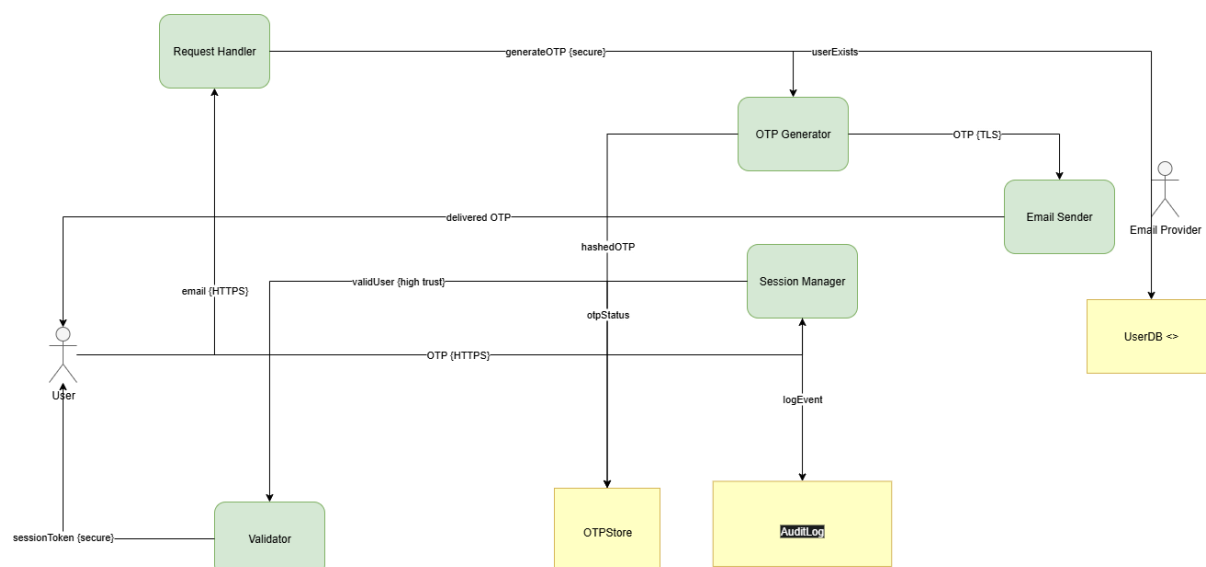 Request Handler
generateOTP {secure}
userExists
OTP Generator
OTP {TLS}
Email Sender
Email Provider
delivered OTP
hashedOTP
Session Manager
validUser {high trust}
email {HTTPS}
otpStatus
UserDB <>
OTP {HTTPS}
User
logEvent
OTPStore
AuditLog
sessionToken {secure}
Validator